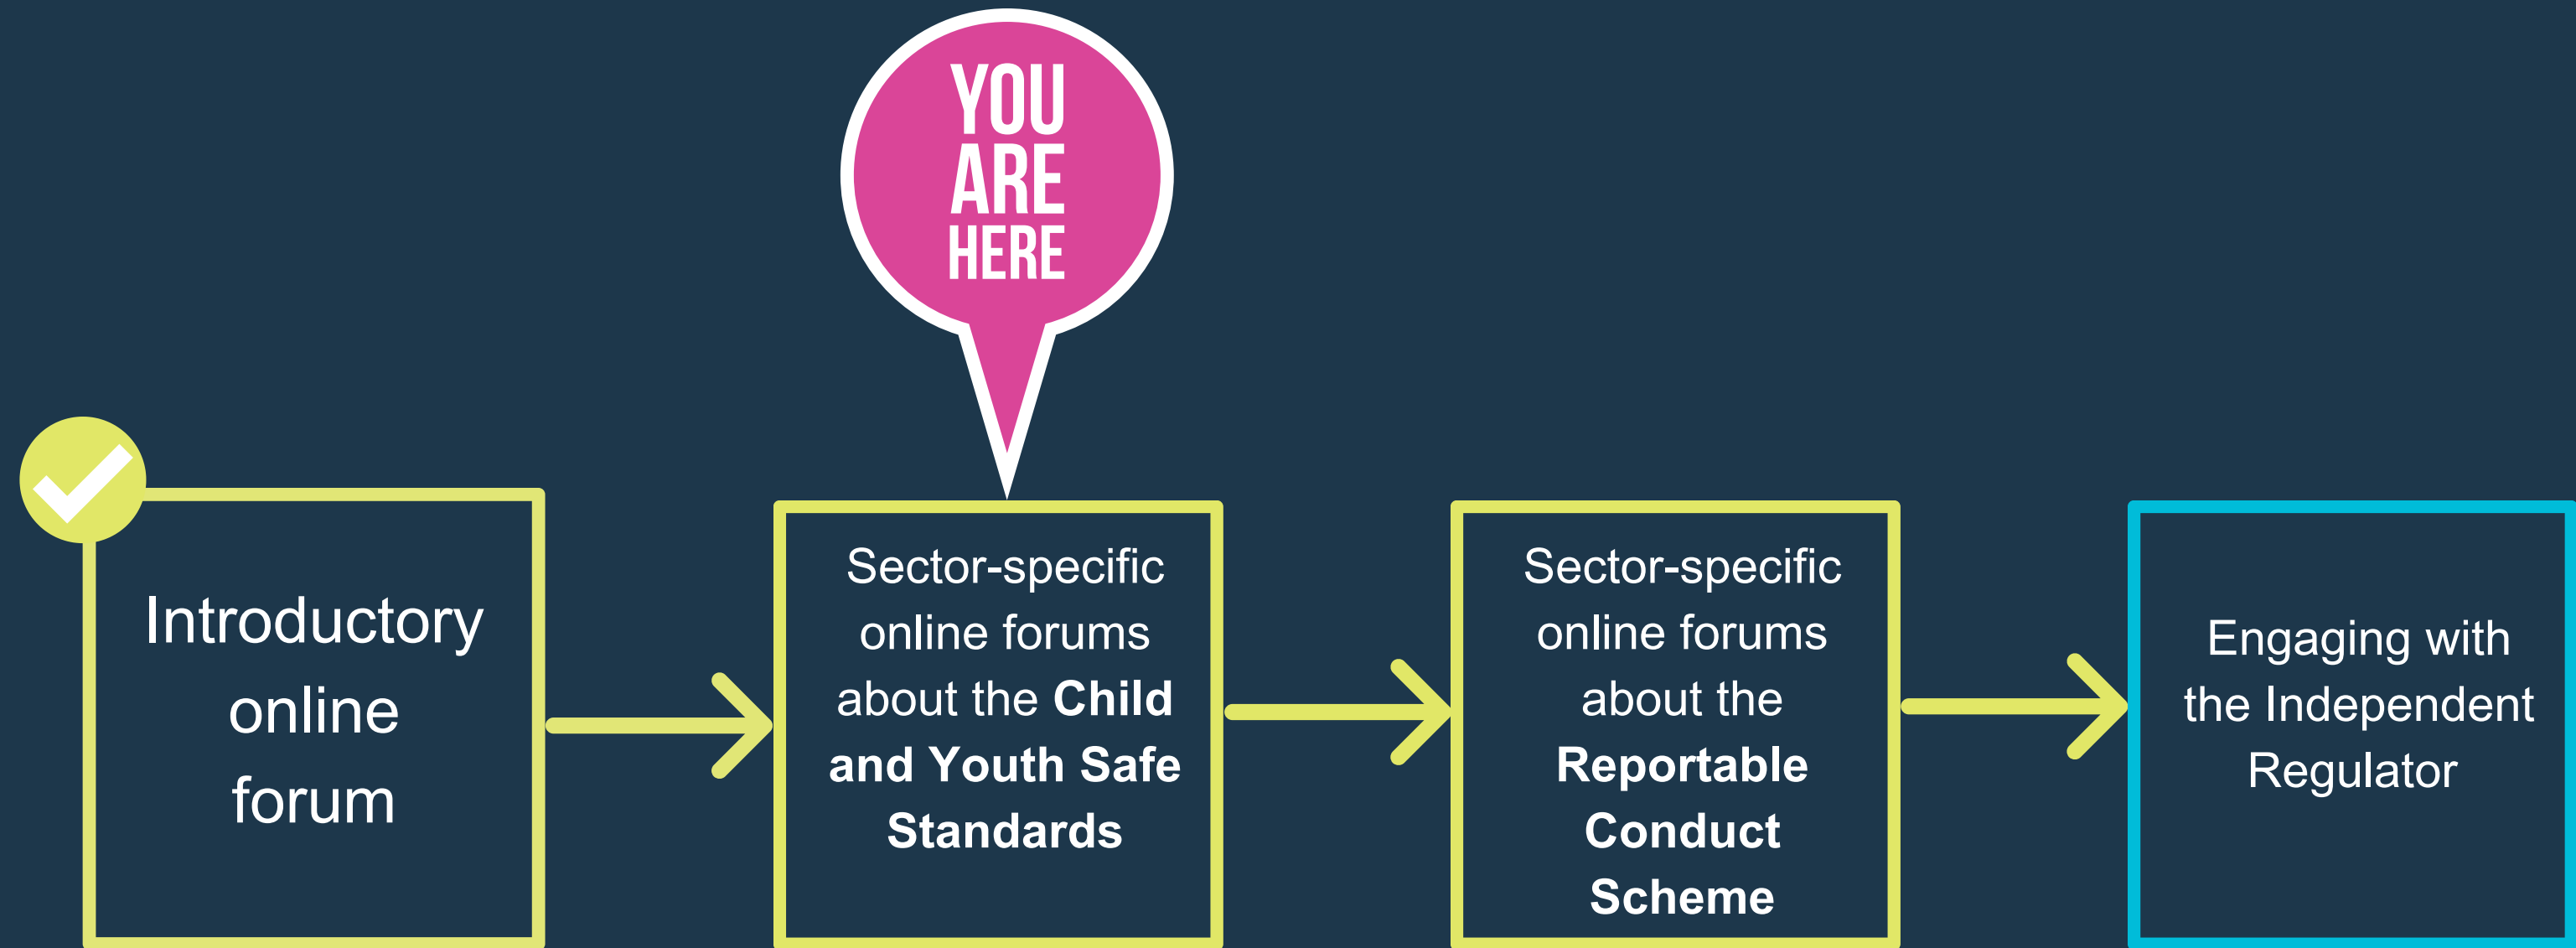 YOU
ARE
HERE
Introductory
online
forum
Sector-specific
online forums
about the Child
and Youth Safe
Standards
Sector-specific
online forums
about the
Reportable
Conduct
Scheme
Engaging with
the Independent
Regulator